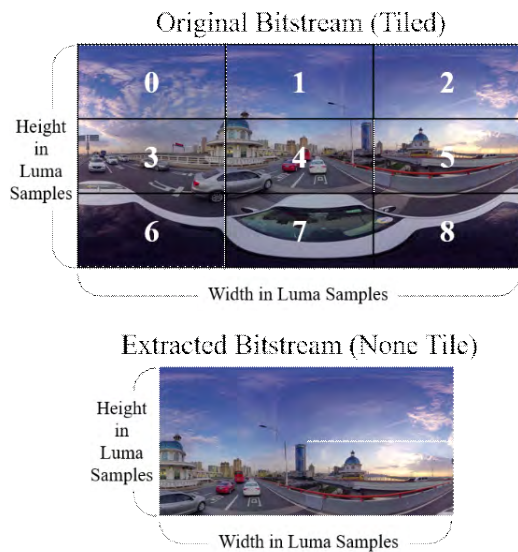 Original Bitstream (Tiled)
0 1 2
Height
in
Luma
Samples
3 4 5
6 7 8
Width in Luma Samples
Extracted Bitstream (None Tile)
Height
in
Luma
Samples
Width in Luma Samples